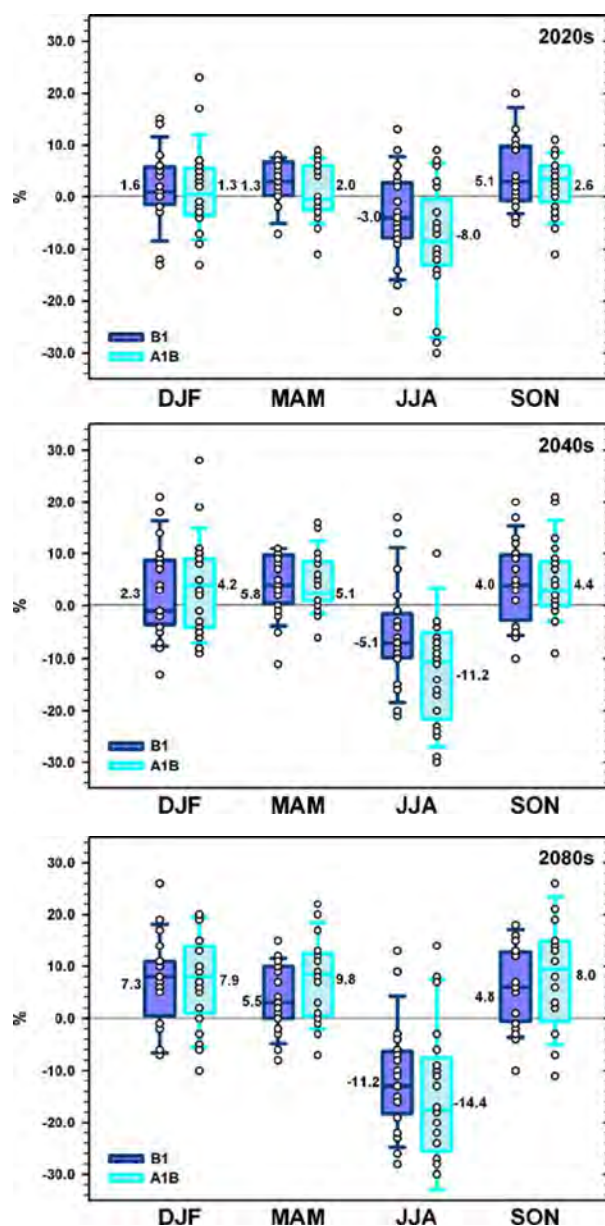 2020s
30.0
20.0
10.0
0.0
-10.0
-20.0
-30.0
%
1.6 1.3 1.3 2.0 -3.0 -8.0 5.1 2.6
B1
A1B
DJF MAM JJA SON
2040s
30.0
20.0
10.0
0.0
-10.0
-20.0
-30.0
%
2.3 4.2 5.8 5.1 -5.1 -11.2 4.0 4.4
B1
A1B
DJF MAM JJA SON
2080s
30.0
20.0
10.0
0.0
-10.0
-20.0
-30.0
%
7.3 7.9 5.5 9.8 -11.2 -14.4 4.8 8.0
B1
A1B
DJF MAM JJA SON